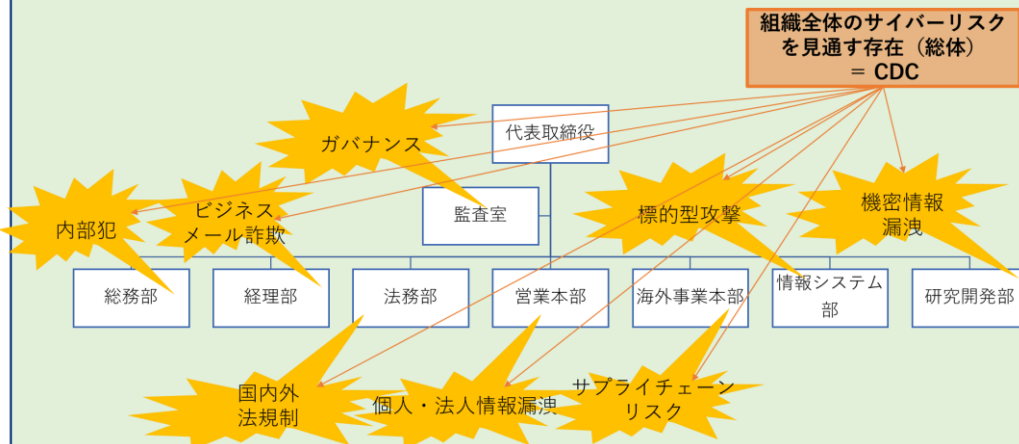 組織全体のサイバーリスク
を見通す存在（総体）
＝ CDC
代表取締役
ガバナンス
監査室
内部犯
ビジネス
メール詐欺
標的型攻撃
機密情報
漏洩
総務部
経理部
法務部
営業本部
海外事業本部
情報システム
部
研究開発部
国内外
法規制
個人・法人情報漏洩
サプライチェーン
リスク